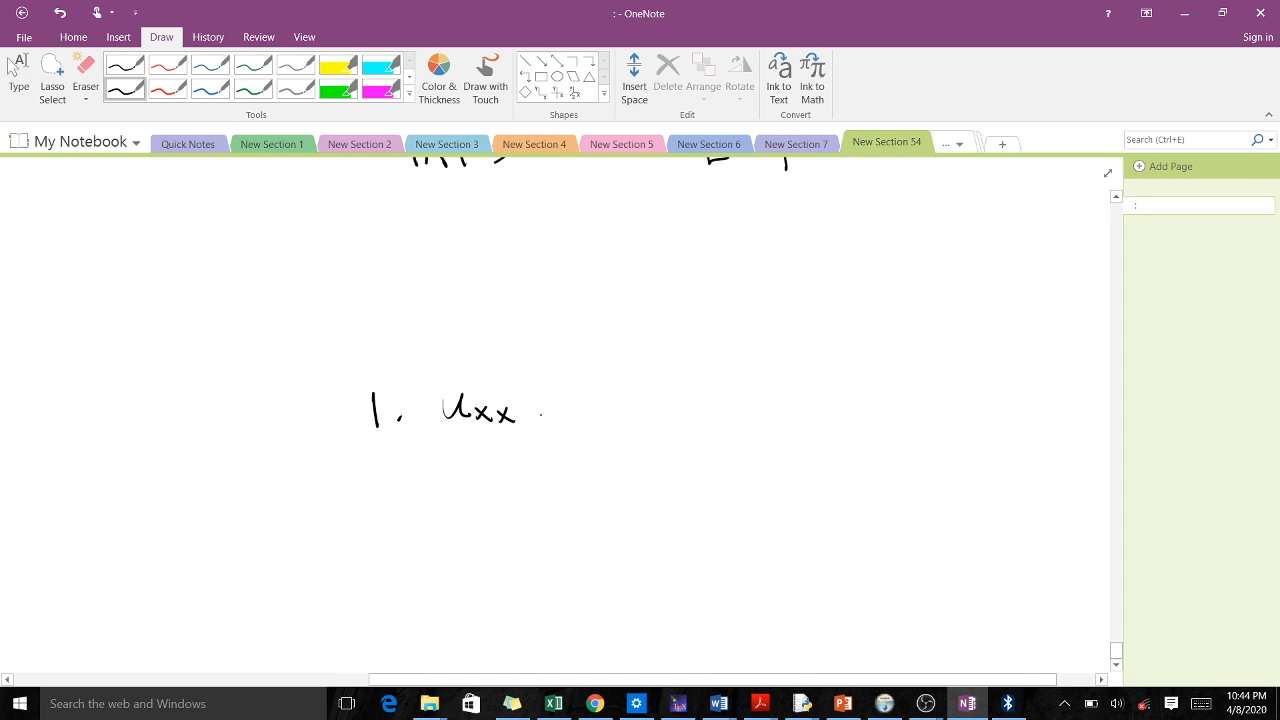 : - OneNote
? 
File Home Insert Draw History Review View Sign in
Type
Lasso Select
Eraser
Color & Thickness
Draw with Touch
Insert Space
Delete
Arrange
Rotate
Ink to Text
Ink to Math
Tools Shapes Edit Convert
My Notebook Quick Notes New Section 1 New Section 2 New Section 3 New Section 4 New Section 5 New Section 6 New Section 7 New Section 54 ... + Search (Ctrl+E)
Add Page
:
1. Uxx
Search the web and Windows
10:44 PM
4/8/2020